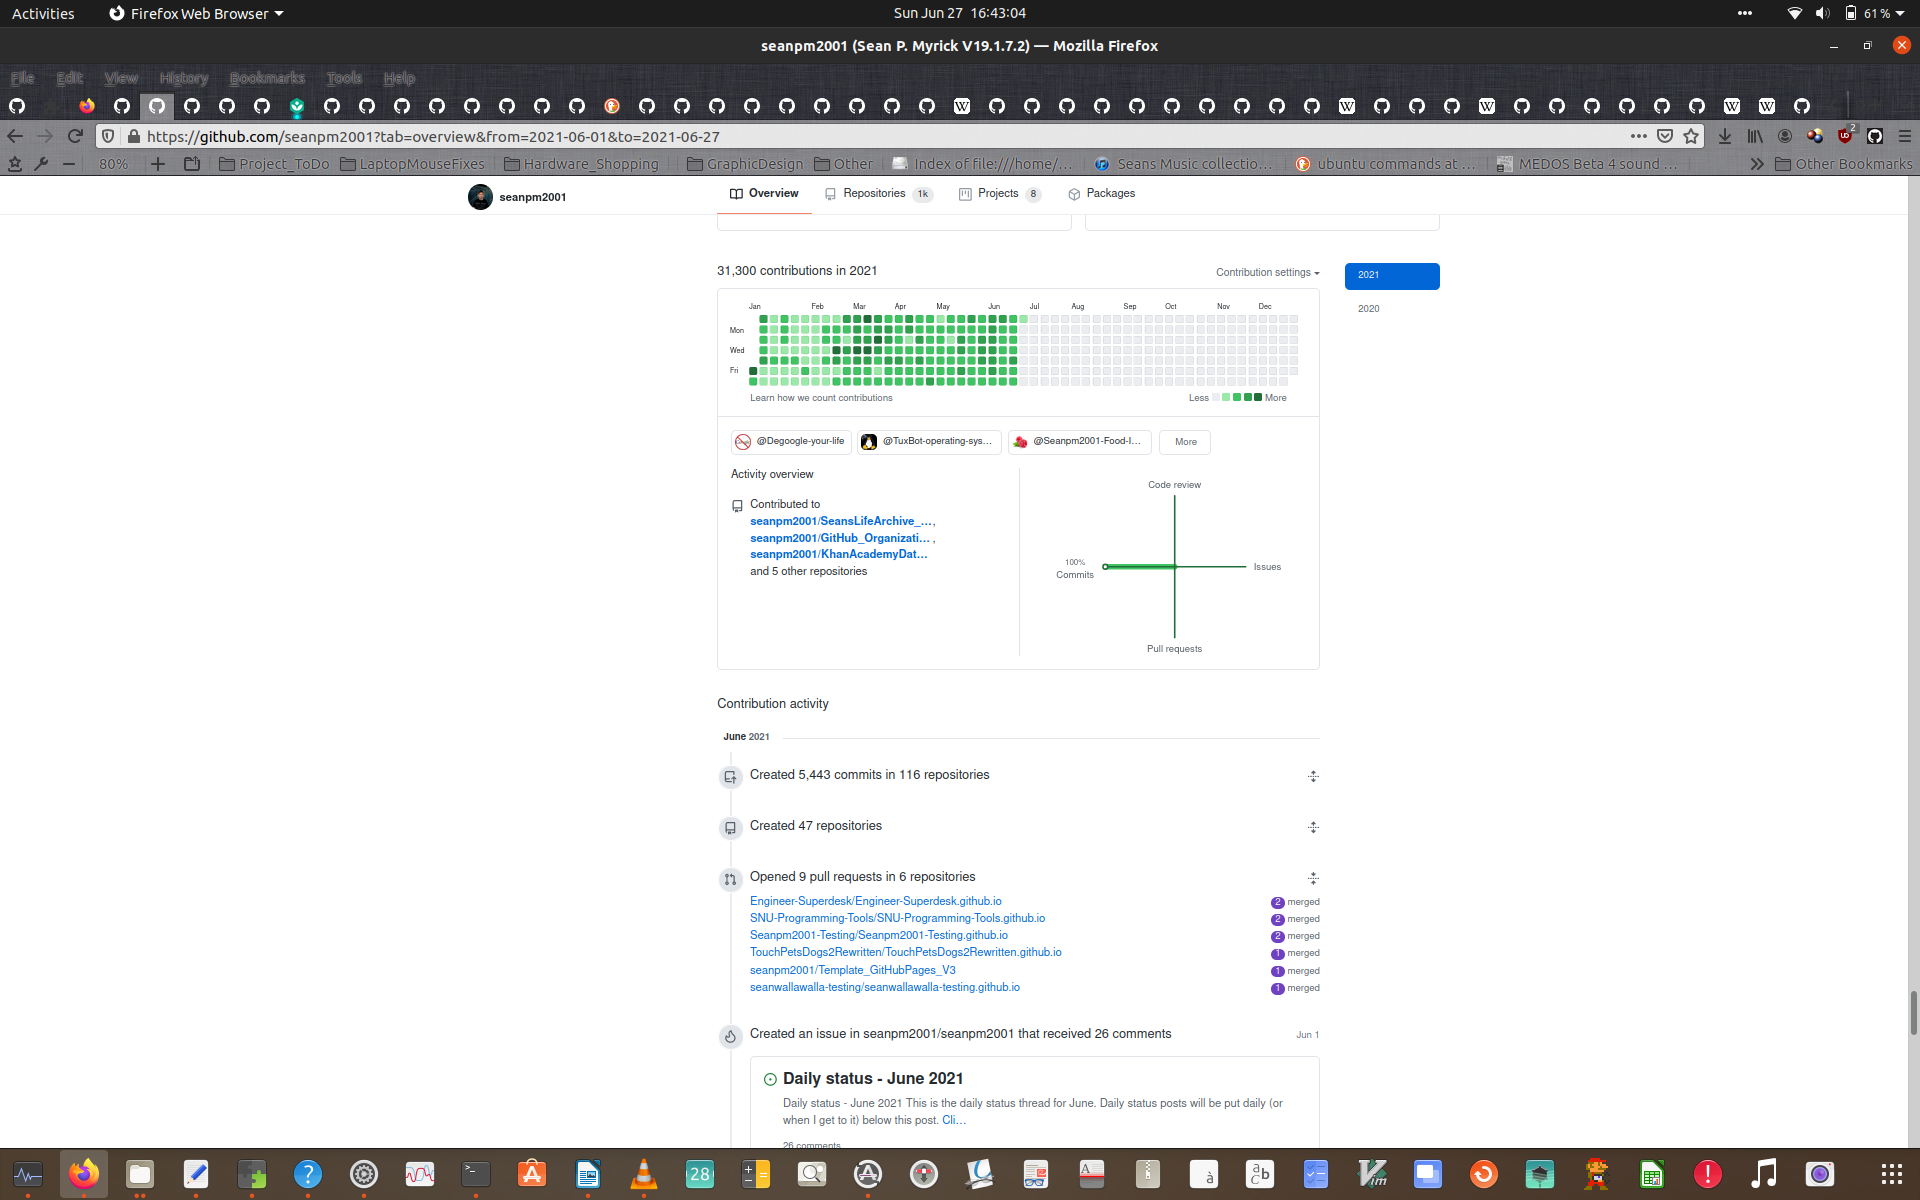 Activities
Firefox Web Browser
Sun Jun 27 16:43:04
61 %
seanpm2001 (Sean P. Myrick V19.1.7.2) — Mozilla Firefox
File Edit View History Bookmarks Tools Help
https://github.com/seanpm2001?tab=overview&from=2021-06-01&to=2021-06-27
2
80%
Project_ToDo
LaptopMouseFixes
Hardware_Shopping
GraphicDesign
Other
Index of file:///home/...
Seans Music collectio...
ubuntu commands at ...
MEDOS Beta 4 sound ...
Other Bookmarks
seanpm2001
Overview
Repositories 1k
Projects 8
Packages
31,300 contributions in 2021
Contribution settings
2021
2020
Jan Feb Mar Apr May Jun Jul Aug Sep Oct Nov Dec
Mon
Wed
Fri
Learn how we count contributions
Less More
@Degoogle-your-life
@TuxBot-operating-sys...
@Seanpm2001-Food-I...
More
Activity overview
Contributed to
seanpm2001/SeansLifeArchive_...,
seanpm2001/GitHub_Organizati... ,
seanpm2001/KhanAcademyDat...
and 5 other repositories
Code review
100%
Commits
Issues
Pull requests
Contribution activity
June 2021
Created 5,443 commits in 116 repositories
Created 47 repositories
Opened 9 pull requests in 6 repositories
Engineer-Superdesk/Engineer-Superdesk.github.io 2 merged
SNU-Programming-Tools/SNU-Programming-Tools.github.io 2 merged
Seanpm2001-Testing/Seanpm2001-Testing.github.io 2 merged
TouchPetsDogs2Rewritten/TouchPetsDogs2Rewritten.github.io 1 merged
seanpm2001/Template_GitHubPages_V3 1 merged
seanwallawalla-testing/seanwallawalla-testing.github.io 1 merged
Created an issue in seanpm2001/seanpm2001 that received 26 comments
Jun 1
Daily status - June 2021
Daily status - June 2021 This is the daily status thread for June. Daily status posts will be put daily (or
when I get to it) below this post. Cli...
26 comments
28